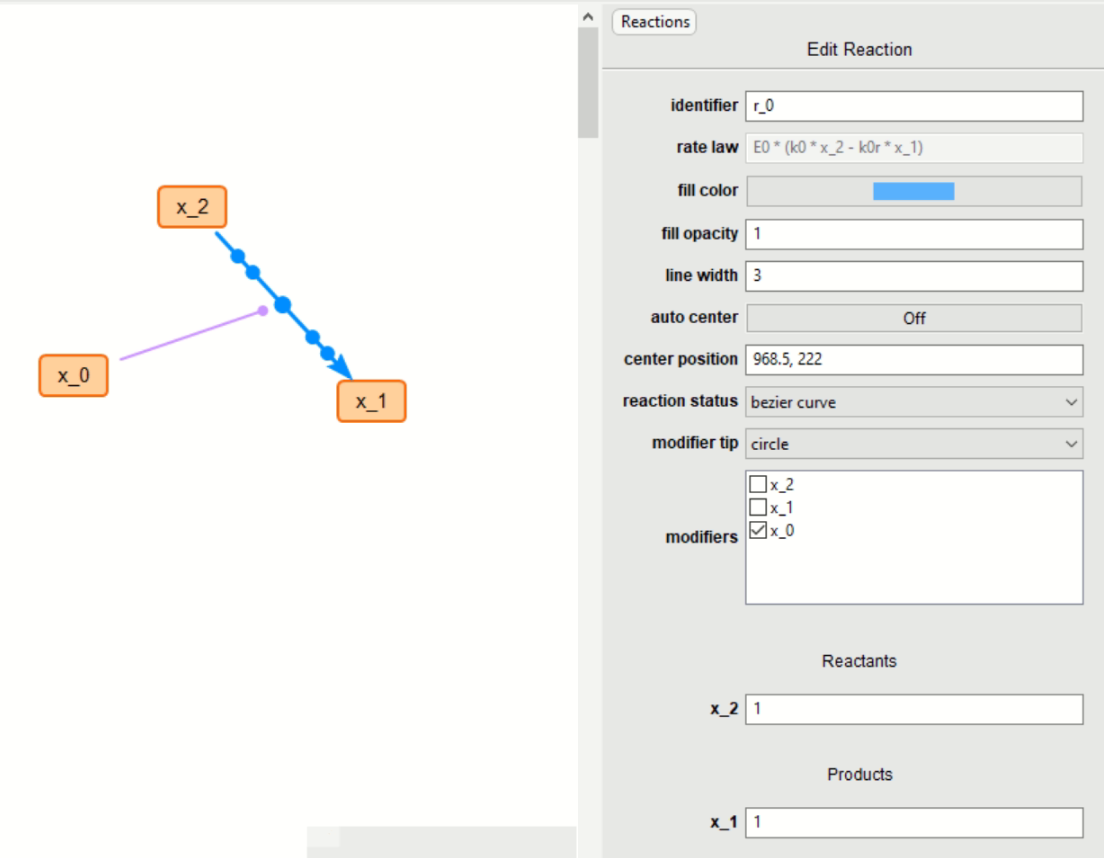 x_2
x_0
x_1
Reactions
Edit Reaction
identifier r_0
rate law E0 * (k0 * x_2 - k0r * x_1)
fill color
fill opacity 1
line width 3
auto center Off
center position 968.5, 222
reaction status bezier curve
modifier tip circle
modifiers
x_2
x_1
x_0
Reactants
x_2 1
Products
x_1 1